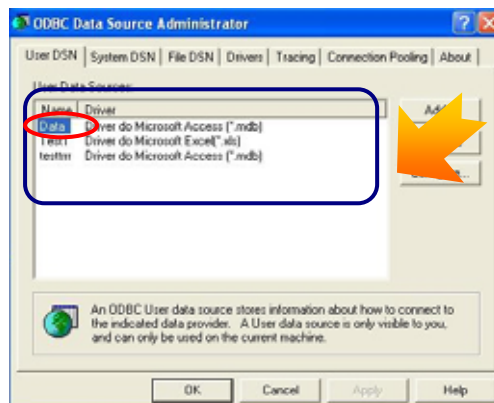 ODBC Data Source Administrator
User DSN System DSN File DSN Drivers Tracing Connection Pooling About
User Data Sources:
Name Driver
Data Driver do Microsoft Access (*.mdb)
Test1 Driver do Microsoft Excel(*.xls)
Driver do Microsoft Access (*.mdb)
An ODBC User data source stores information about how to connect to
the indicated data provider. A User data source is only visible to you,
and can only be used on the current machine.
OK Cancel Apply Help